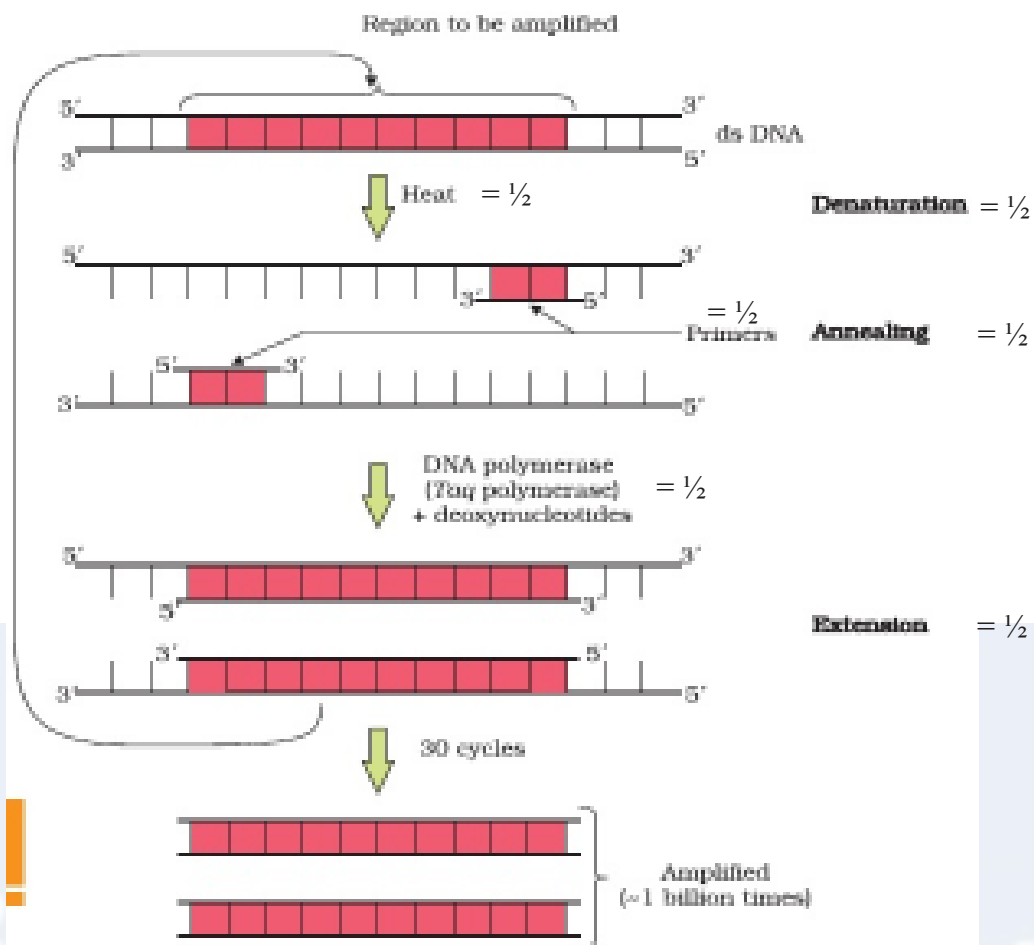 Region to be amplified
5′ 3′
ds DNA
3′ 5′
Heat = ½
Denaturation = ½
5′ 3′
3′ 5′
= ½
Primers Annealing = ½
5′ 3′
3′ 5′
DNA polymerase
(Taq polymerase) = ½
+ deoxynucleotides
5′ 3′
5′ 3′
Extension = ½
3′ 5′
3′ 5′
30 cycles
Amplified
(~1 billion times)